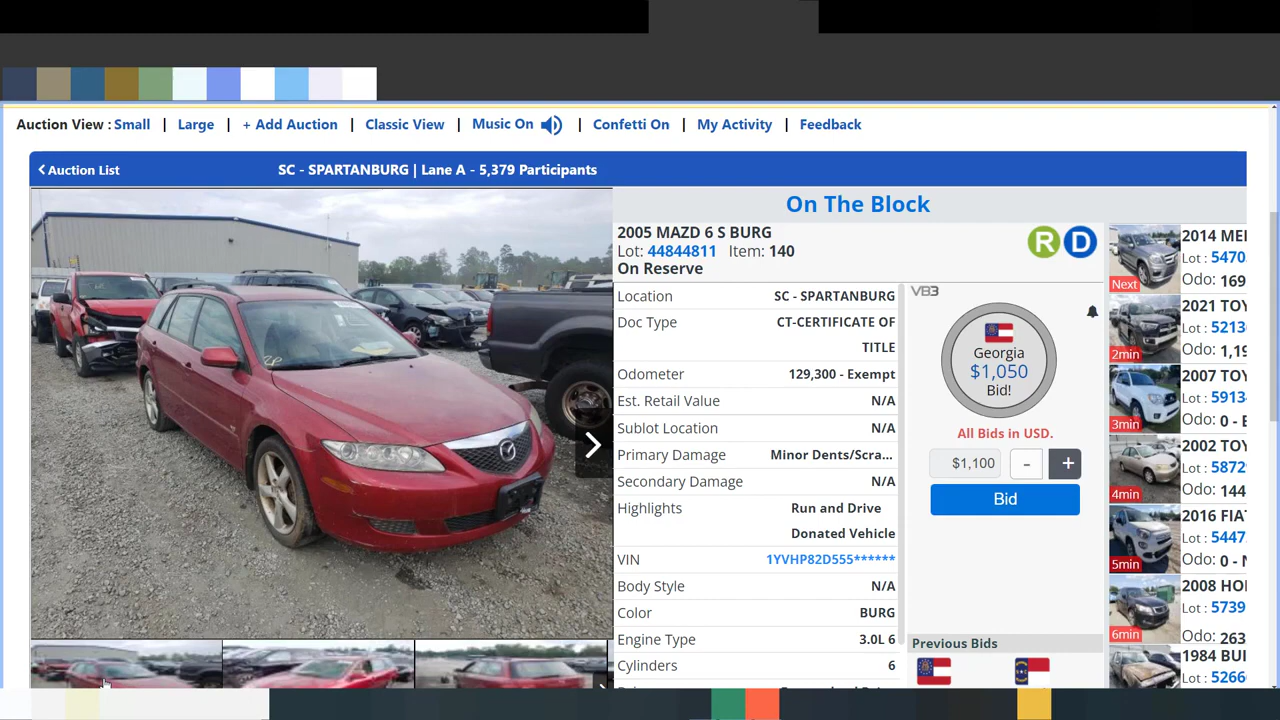 Auction View : Small | Large | + Add Auction | Classic View | Music On | Confetti On | My Activity | Feedback
Auction List
SC - SPARTANBURG | Lane A - 5,379 Participants
On The Block
2005 MAZD 6 S BURG
Lot: 44844811 Item: 140
On Reserve
R D
Location SC - SPARTANBURG
Doc Type CT-CERTIFICATE OF
TITLE
Odometer 129,300 - Exempt
Est. Retail Value N/A
Sublot Location N/A
Primary Damage Minor Dents/Scra...
Secondary Damage N/A
Highlights Run and Drive
Donated Vehicle
VIN 1YVHP82D555******
Body Style N/A
Color BURG
Engine Type 3.0L 6
Cylinders 6
VB3
Georgia
$1,050
Bid!
All Bids in USD.
$1,100 - +
Bid
Previous Bids
2014 MEI
Lot : 5470
Odo: 169
Next
2021 TOY
Lot : 5213
Odo: 1,19
2min
2007 TOY
Lot : 5913
Odo: 0 - E
3min
2002 TOY
Lot : 5872
Odo: 144
4min
2016 FIA
Lot : 5447
Odo: 0 - N
5min
2008 HO
Lot : 5739
Odo: 263
6min
1984 BUI
Lot : 5266